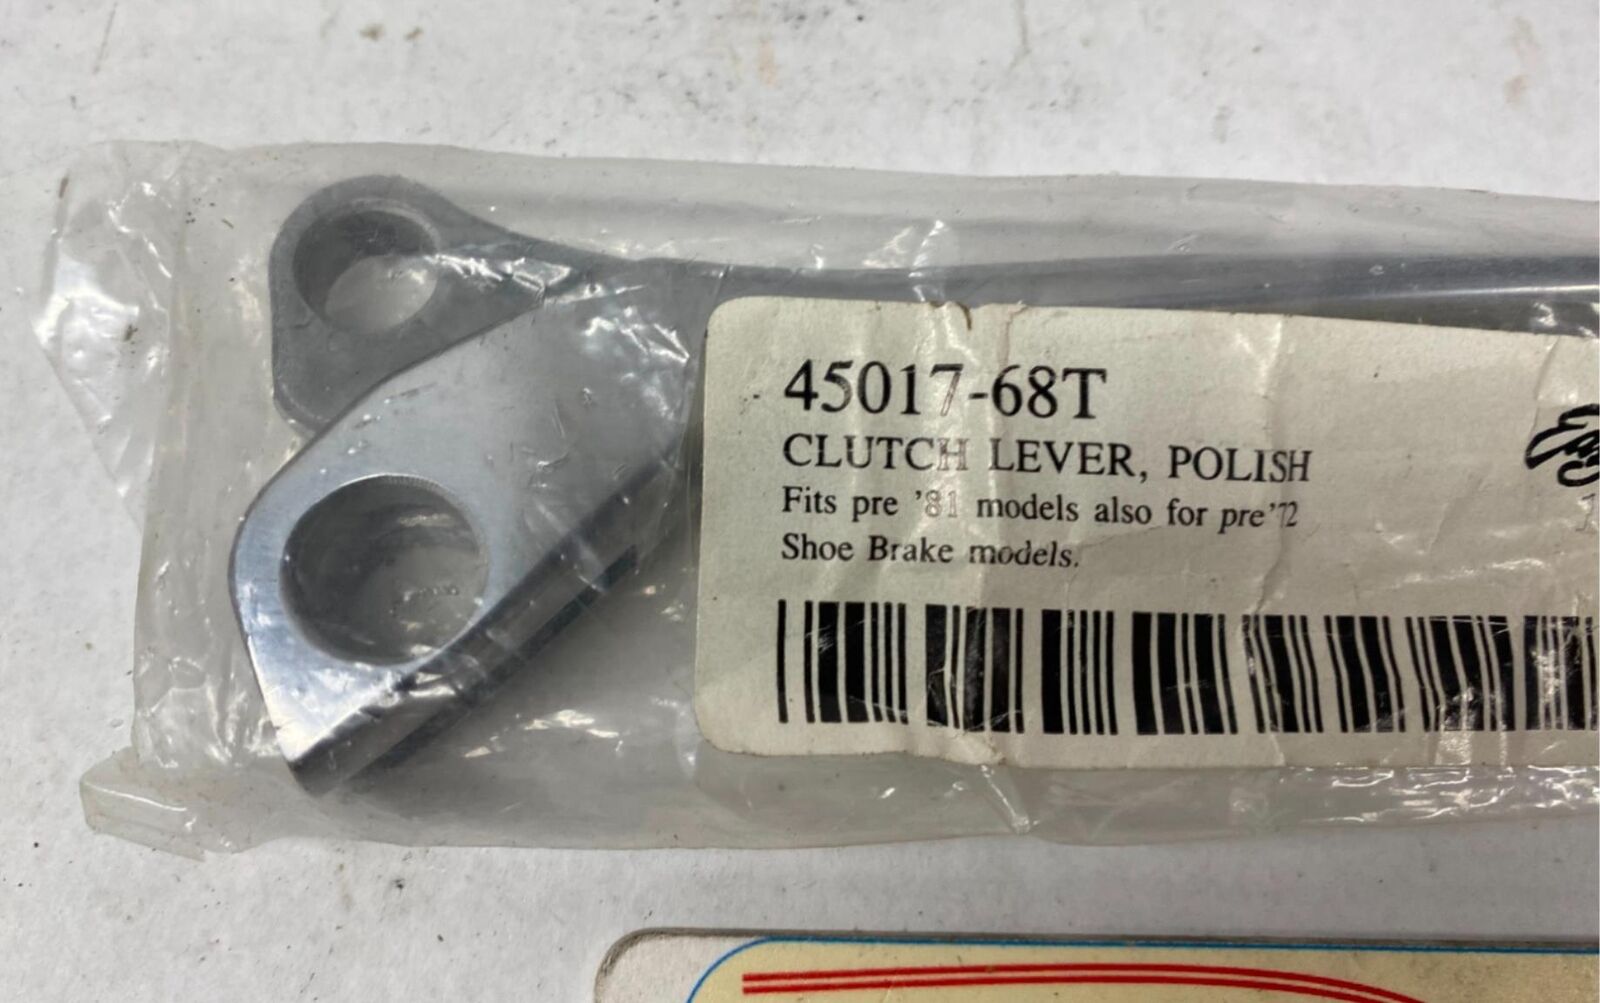 45017-68T
CLUTCH LEVER, POLISH
Fits pre '81 models also for pre'72
Shoe Brake models.